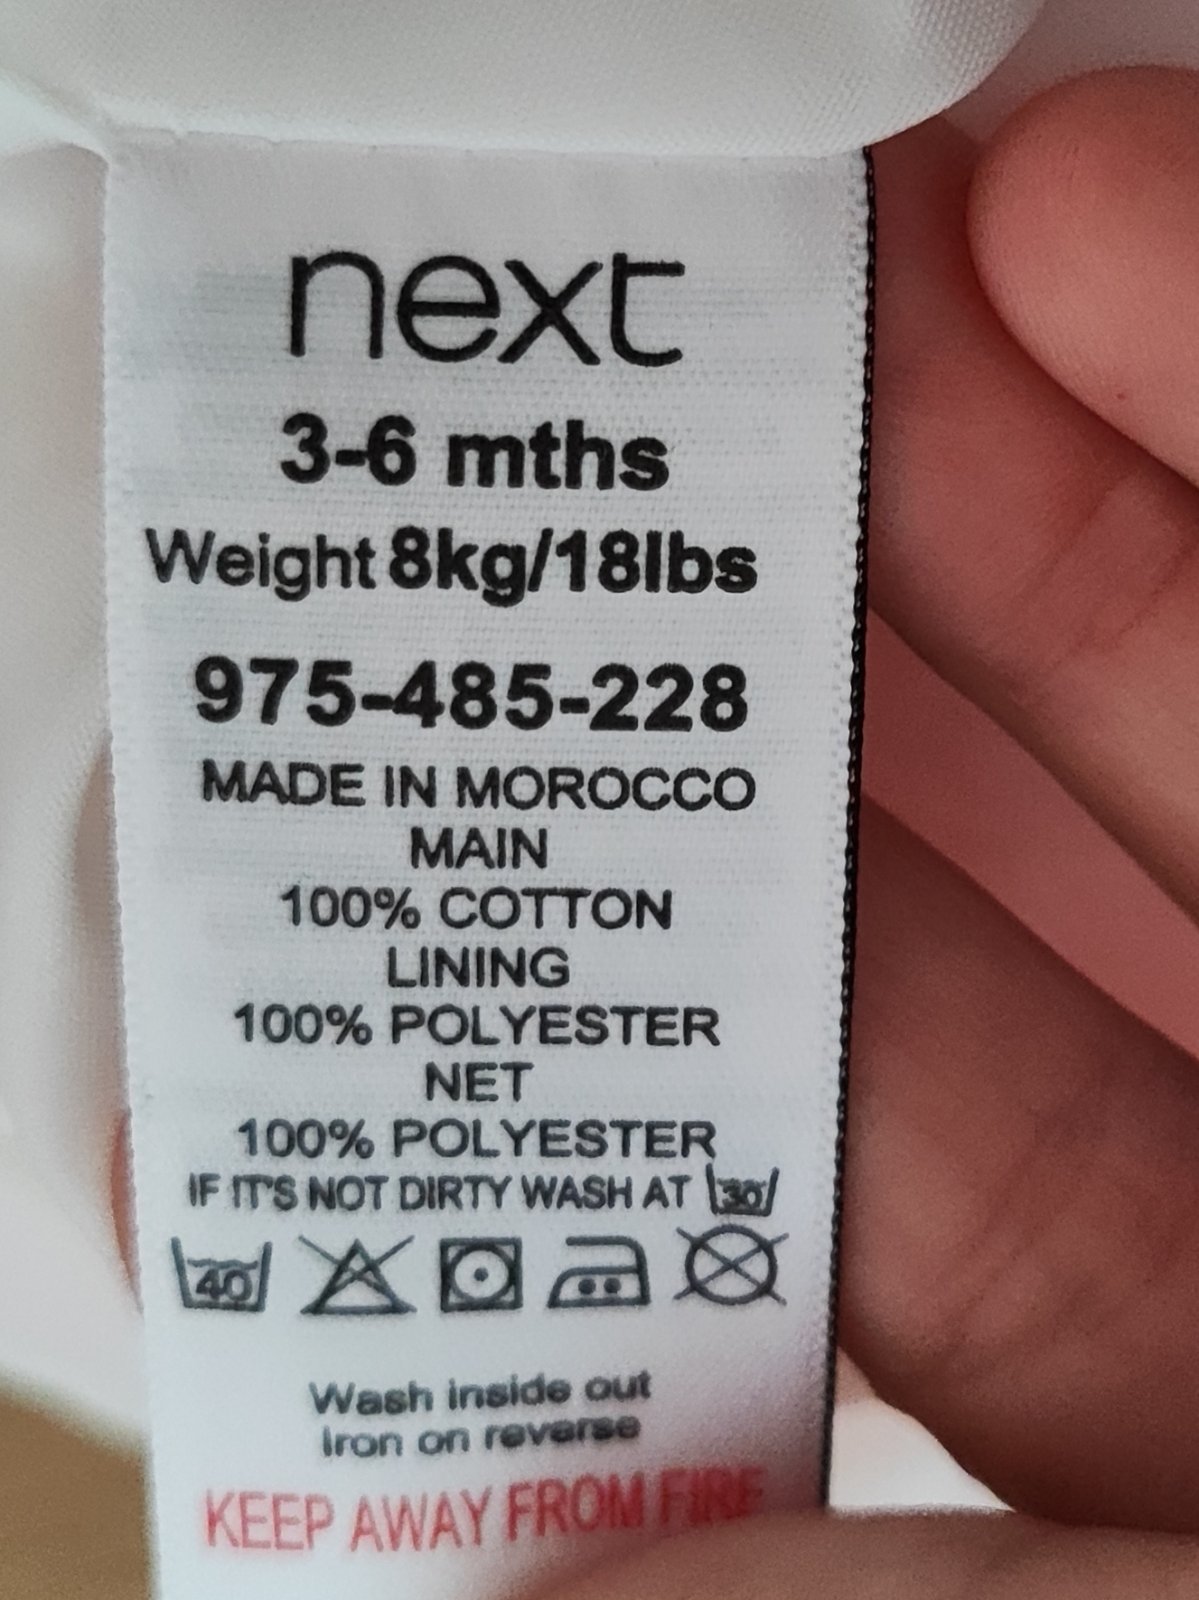 next
3-6 mths
Weight 8kg/18lbs
975-485-228
MADE IN MOROCCO
MAIN
100% COTTON
LINING
100% POLYESTER
NET
100% POLYESTER
IF IT'S NOT DIRTY WASH AT 30
40
Wash inside out
Iron on reverse
KEEP AWAY FROM FIRE